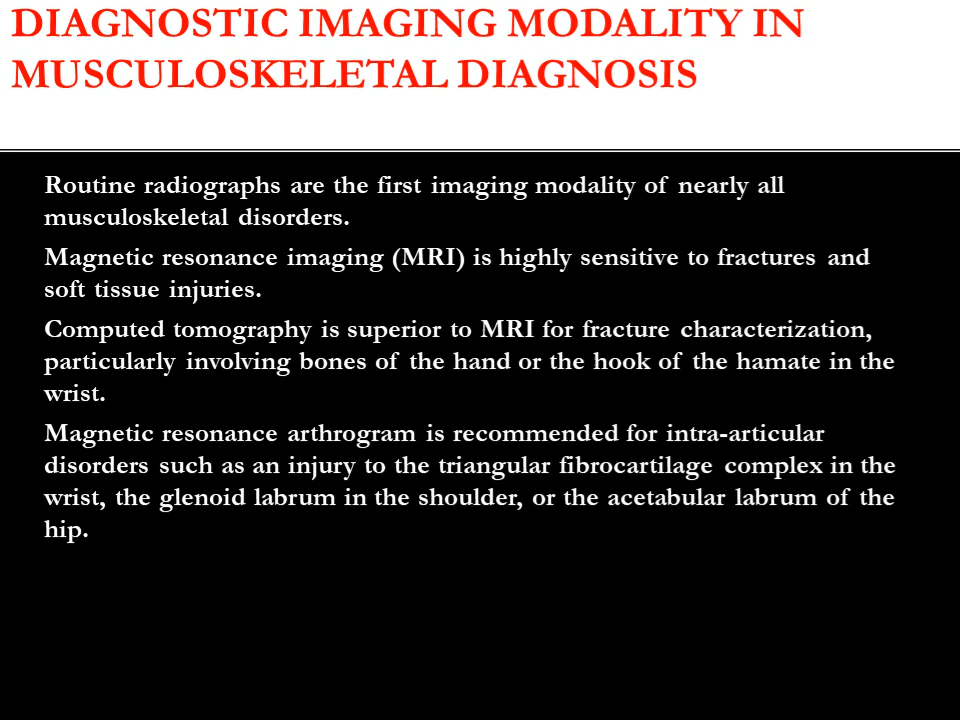 DIAGNOSTIC IMAGING MODALITY IN
MUSCULOSKELETAL DIAGNOSIS
Routine radiographs are the first imaging modality of nearly all
musculoskeletal disorders.
Magnetic resonance imaging (MRI) is highly sensitive to fractures and
soft tissue injuries.
Computed tomography is superior to MRI for fracture characterization,
particularly involving bones of the hand or the hook of the hamate in the
wrist.
Magnetic resonance arthrogram is recommended for intra-articular
disorders such as an injury to the triangular fibrocartilage complex in the
wrist, the glenoid labrum in the shoulder, or the acetabular labrum of the
hip.